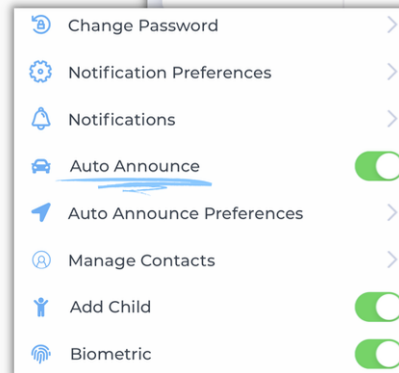 Change Password
Notification Preferences
Notifications
Auto Announce
Auto Announce Preferences
Manage Contacts
Add Child
Biometric